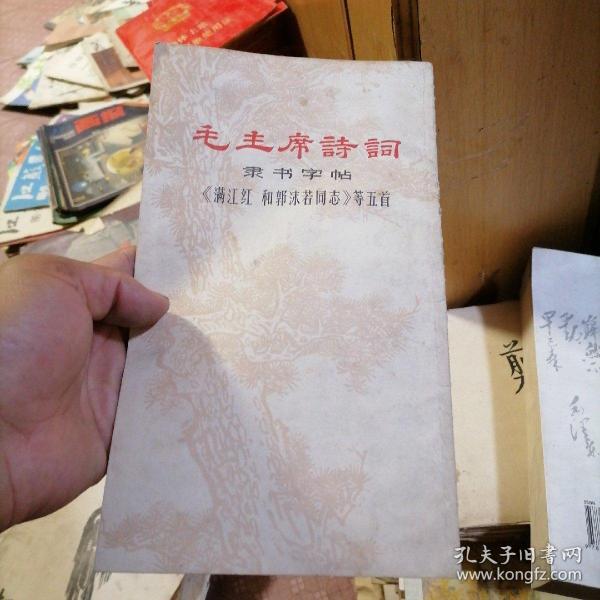 毛主席詩詞
隶书字帖
《满江红 和郭沫若同志》等五首
剪
孔夫子旧书网
www.kongfz.com